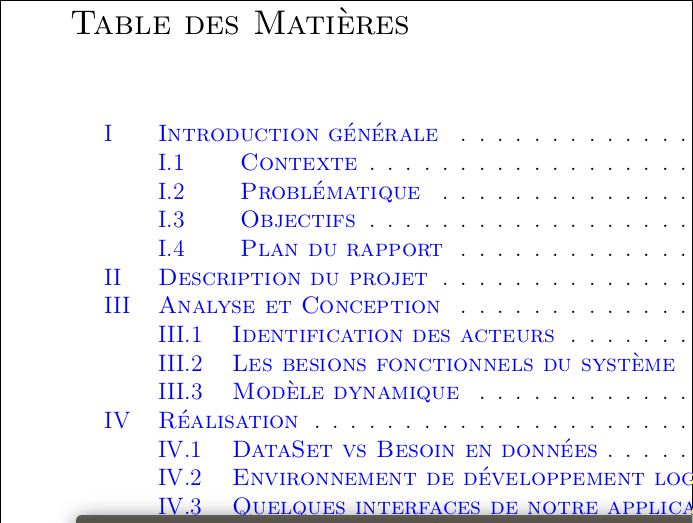 Table des Matières
I Introduction générale . . . . . . . . . . . . .
I.1 Contexte . . . . . . . . . . . . . . . . . .
I.2 Problématique . . . . . . . . . . . . . .
I.3 Objectifs . . . . . . . . . . . . . . . . . .
I.4 Plan du rapport . . . . . . . . . . . . .
II Description du projet . . . . . . . . . . . . . .
III Analyse et Conception . . . . . . . . . . . . .
III.1 Identification des acteurs . . . . . . .
III.2 Les besions fonctionnels du système
III.3 Modèle dynamique . . . . . . . . . . . .
IV Réalisation . . . . . . . . . . . . . . . . . . . . .
IV.1 DataSet vs Besoin en données . . . . .
IV.2 Environnement de développement log
IV.3 Quelques interfaces de notre applica